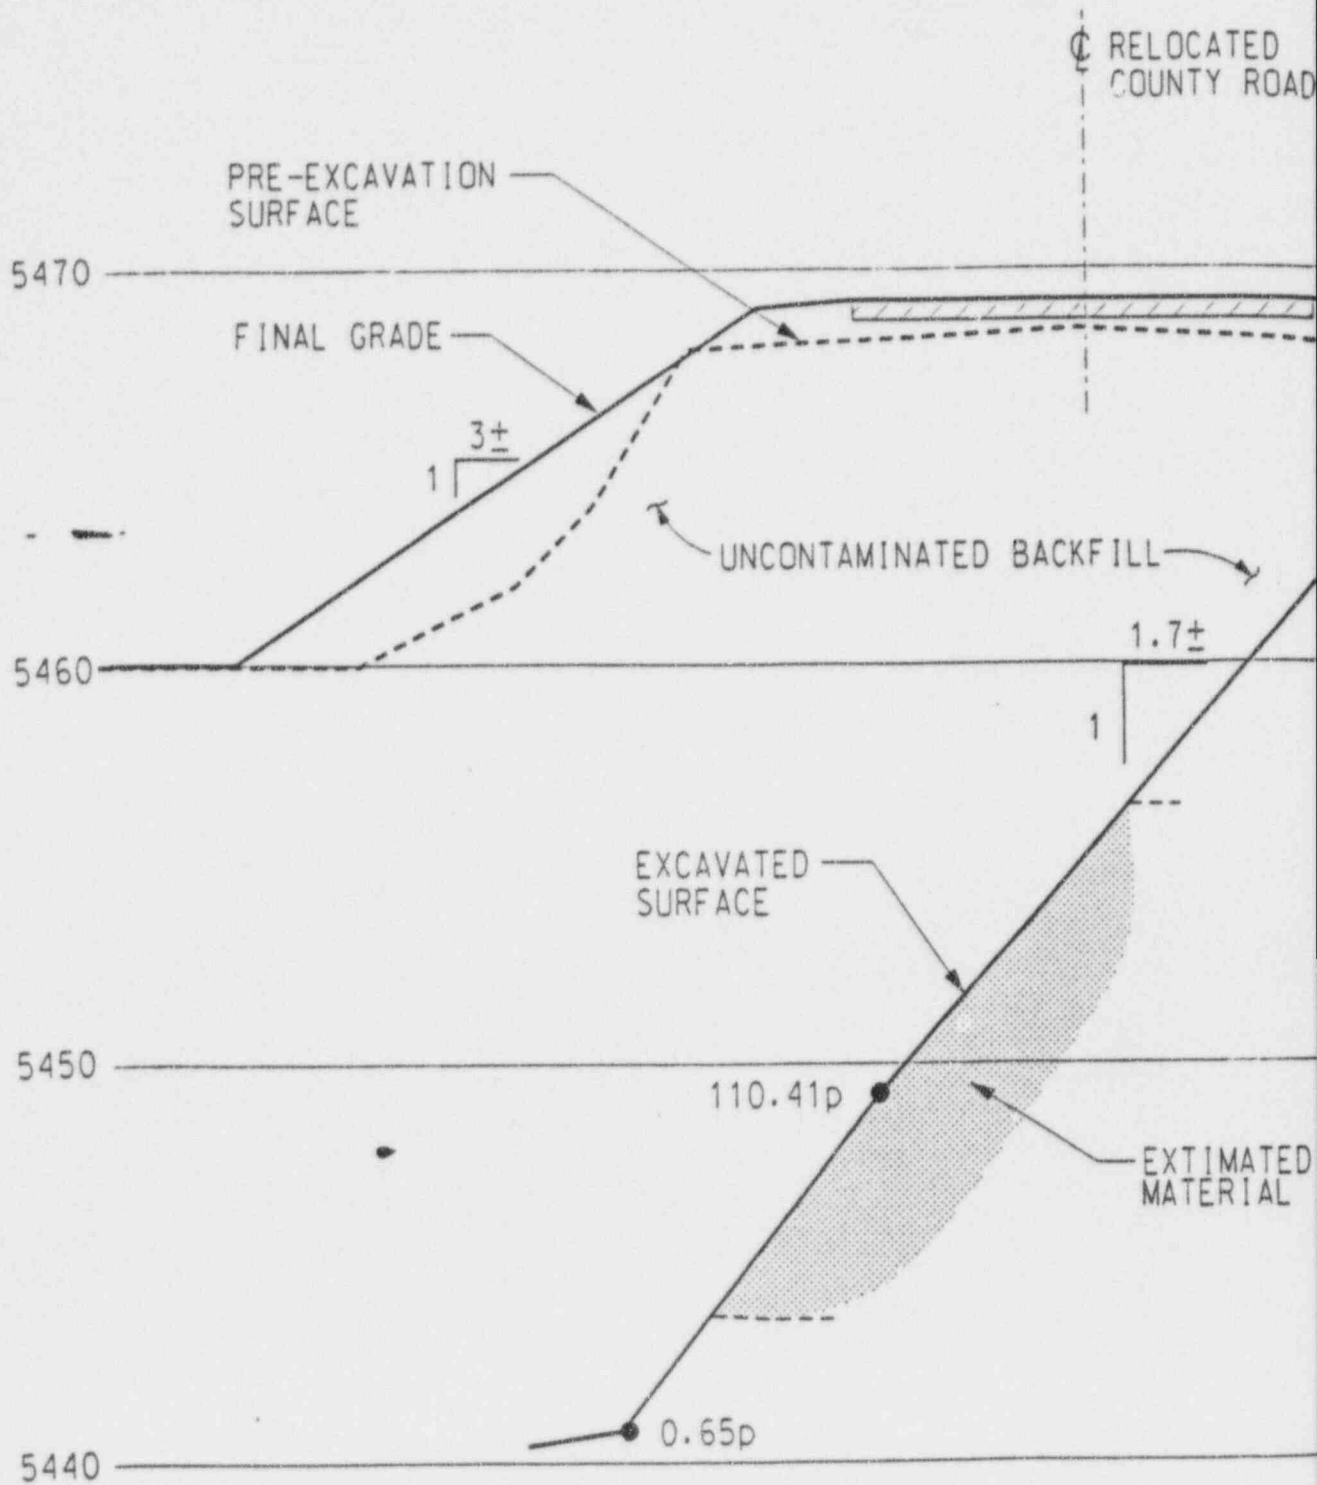 ℄ RELOCATED
COUNTY ROAD
PRE-EXCAVATION
SURFACE
5470
FINAL GRADE
3±
1
UNCONTAMINATED BACKFILL
1.7±
5460
1
EXCAVATED
SURFACE
5450
110.41p
EXTIMATED
MATERIAL
0.65p
5440